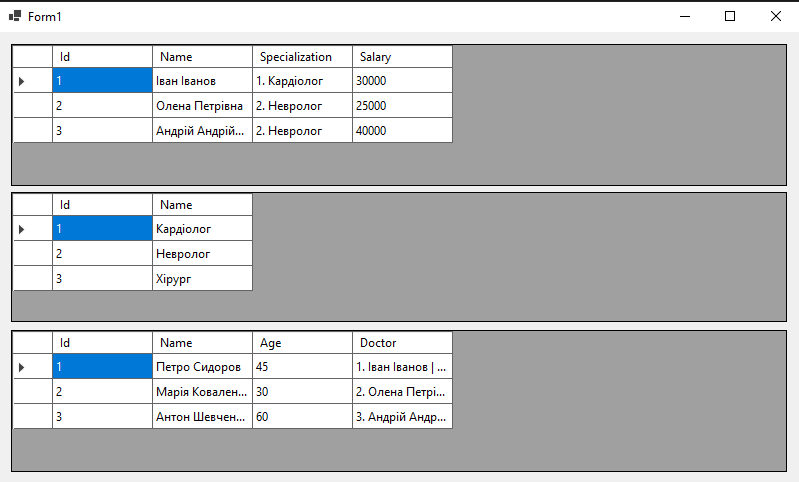 Form1
Id Name Specialization Salary
1 Іван Іванов 1. Кардіолог 30000
2 Олена Петрівна 2. Невролог 25000
3 Андрій Андрій... 2. Невролог 40000
Id Name
1 Кардіолог
2 Невролог
3 Хірург
Id Name Age Doctor
1 Петро Сидоров 45 1. Іван Іванов | ...
2 Марія Ковален... 30 2. Олена Петрі...
3 Антон Шевчен... 60 3. Андрій Андр...